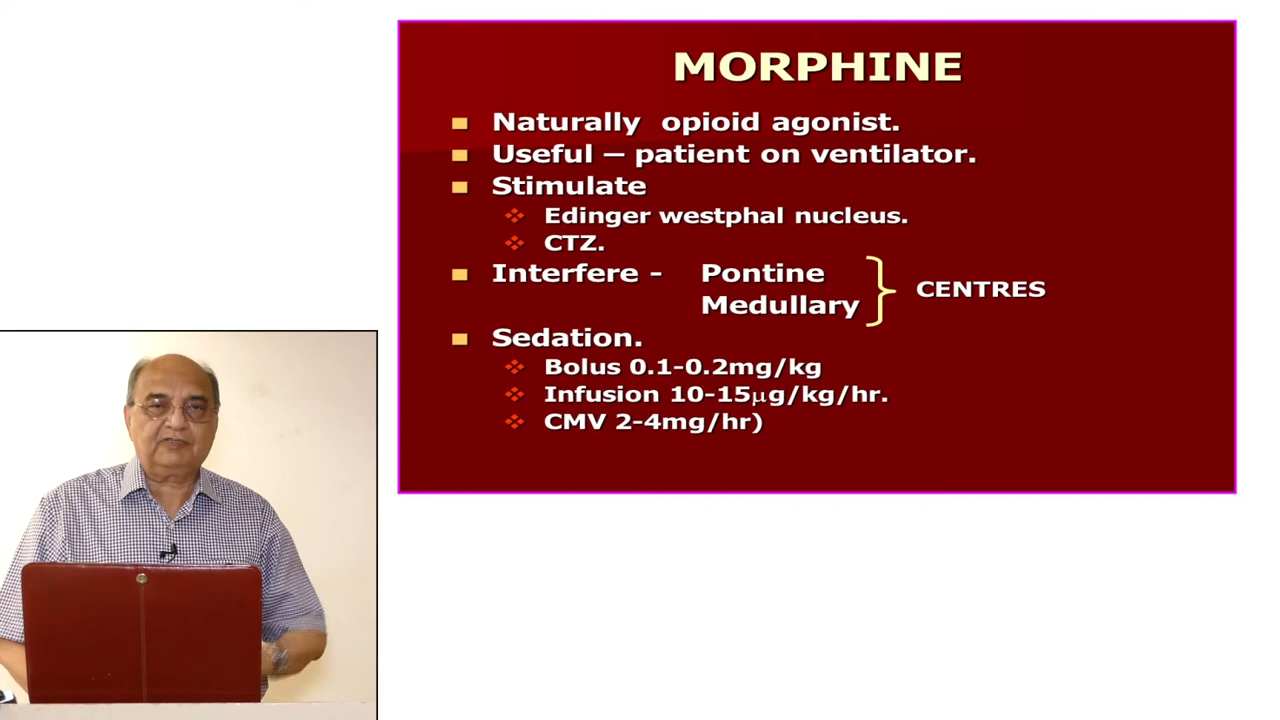 MORPHINE
Naturally opioid agonist.
Useful – patient on ventilator.
Stimulate
Edinger westphal nucleus.
CTZ.
Interfere - Pontine
Medullary
CENTRES
Sedation.
Bolus 0.1-0.2mg/kg
Infusion 10-15μg/kg/hr.
CMV 2-4mg/hr)